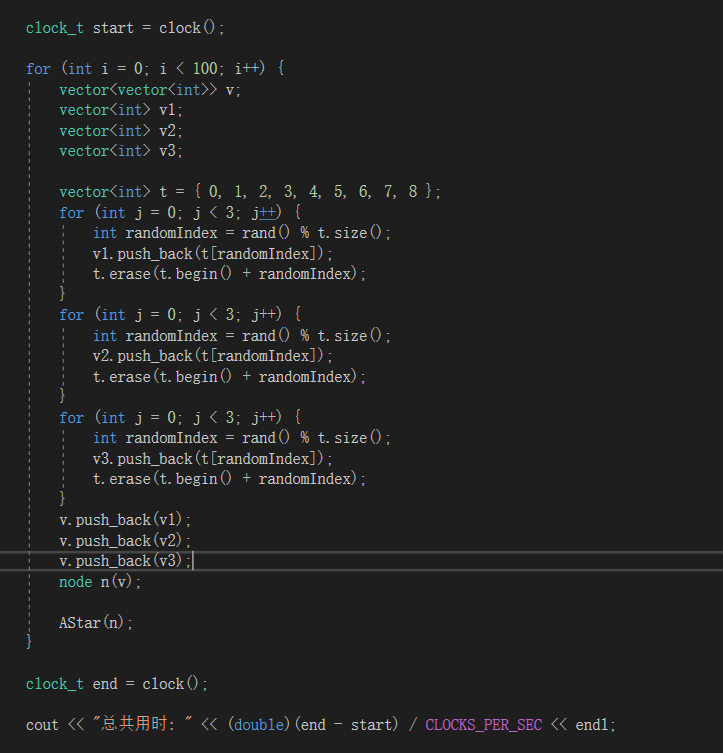 clock_t start = clock();
for (int i = 0; i < 100; i++) {
vector<vector<int>> v;
vector<int> v1;
vector<int> v2;
vector<int> v3;
vector<int> t = { 0, 1, 2, 3, 4, 5, 6, 7, 8 };
for (int j = 0; j < 3; j++) {
int randomIndex = rand() % t.size();
v1.push_back(t[randomIndex]);
t.erase(t.begin() + randomIndex);
}
for (int j = 0; j < 3; j++) {
int randomIndex = rand() % t.size();
v2.push_back(t[randomIndex]);
t.erase(t.begin() + randomIndex);
}
for (int j = 0; j < 3; j++) {
int randomIndex = rand() % t.size();
v3.push_back(t[randomIndex]);
t.erase(t.begin() + randomIndex);
}
v.push_back(v1);
v.push_back(v2);
v.push_back(v3);
node n(v);
AStar(n);
}
clock_t end = clock();
cout << "总共用时: " << (double)(end - start) / CLOCKS_PER_SEC << endl;